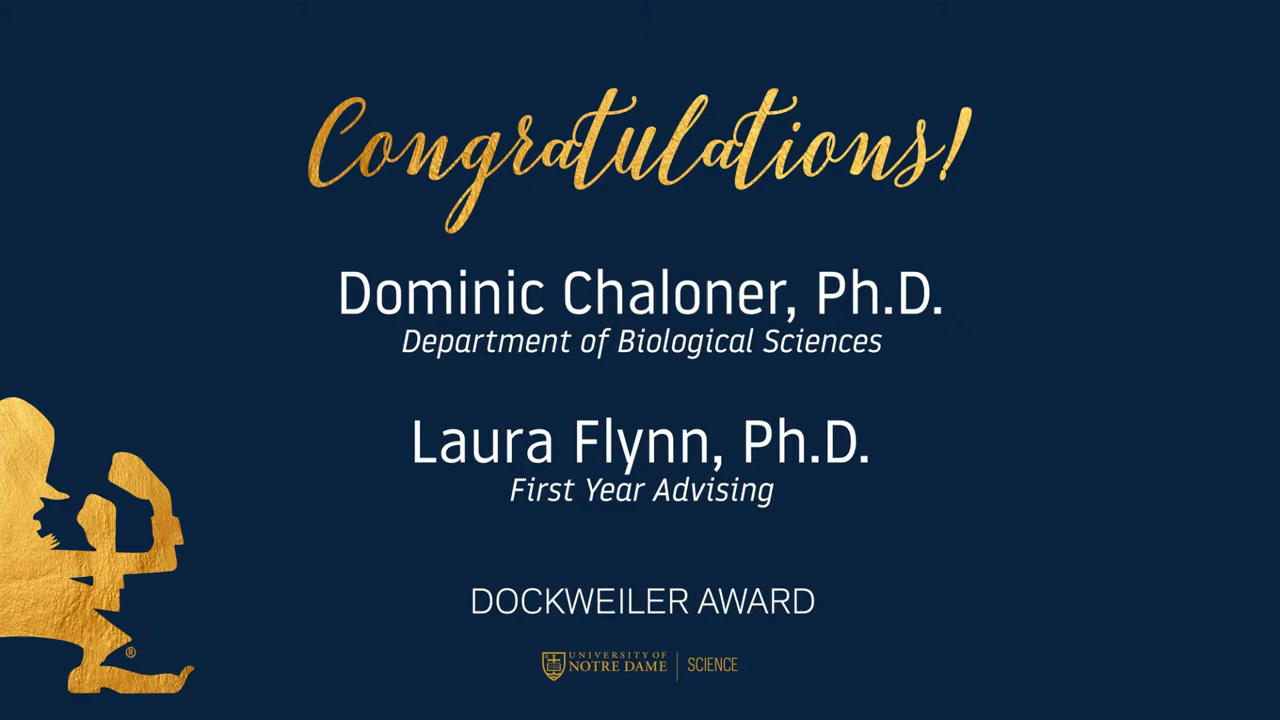 Congratulations!
Dominic Chaloner, Ph.D.
Department of Biological Sciences
Laura Flynn, Ph.D.
First Year Advising
DOCKWEILER AWARD
®
UNIVERSITY OF
NOTRE DAME
SCIENCE